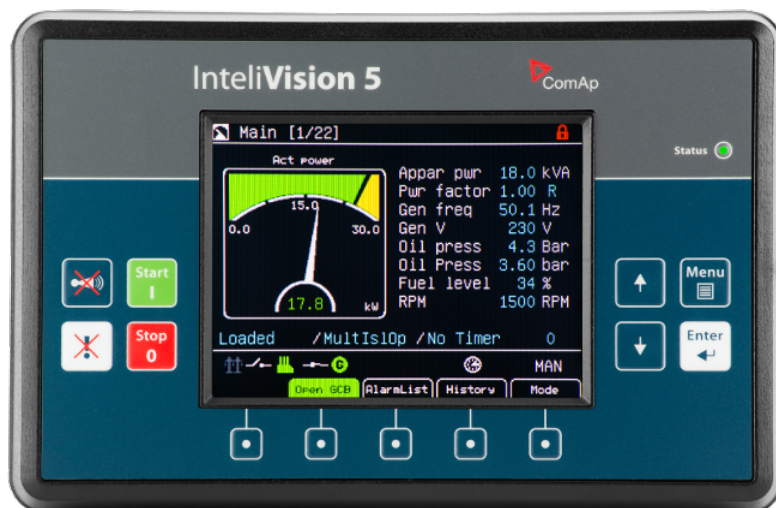 InteliVision 5
ComAp
Main [1/22]
Status
Act power
15.0
0.0
30.0
17.8
kW
Appar pwr 18.0 kVA
Pwr factor 1.00 R
Gen freq 50.1 Hz
Gen V 230 V
Oil press 4.3 Bar
Oil Press 3.60 bar
Fuel level 34 %
RPM 1500 RPM
Loaded /MultIslOp /No Timer 0
G
MAN
Open GCB
AlarmList
History
Mode
Start
I
Stop
0
Menu
Enter